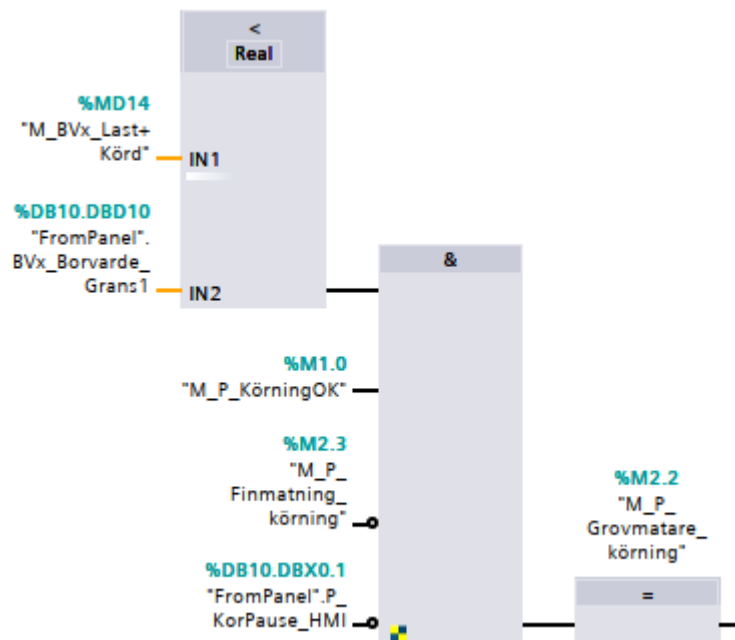 <
Real
%MD14
"M_BVx_Last+
Körd"
IN1
%DB10.DBD10
"FromPanel".
BVx_Borvarde_
Grans1
IN2
&
%M1.0
"M_P_KörningOK"
%M2.3
"M_P_
Finmatning_
körning"
%DB10.DBX0.1
"FromPanel".P_
KorPause_HMI
%M2.2
"M_P_
Grovmatare_
körning"
=